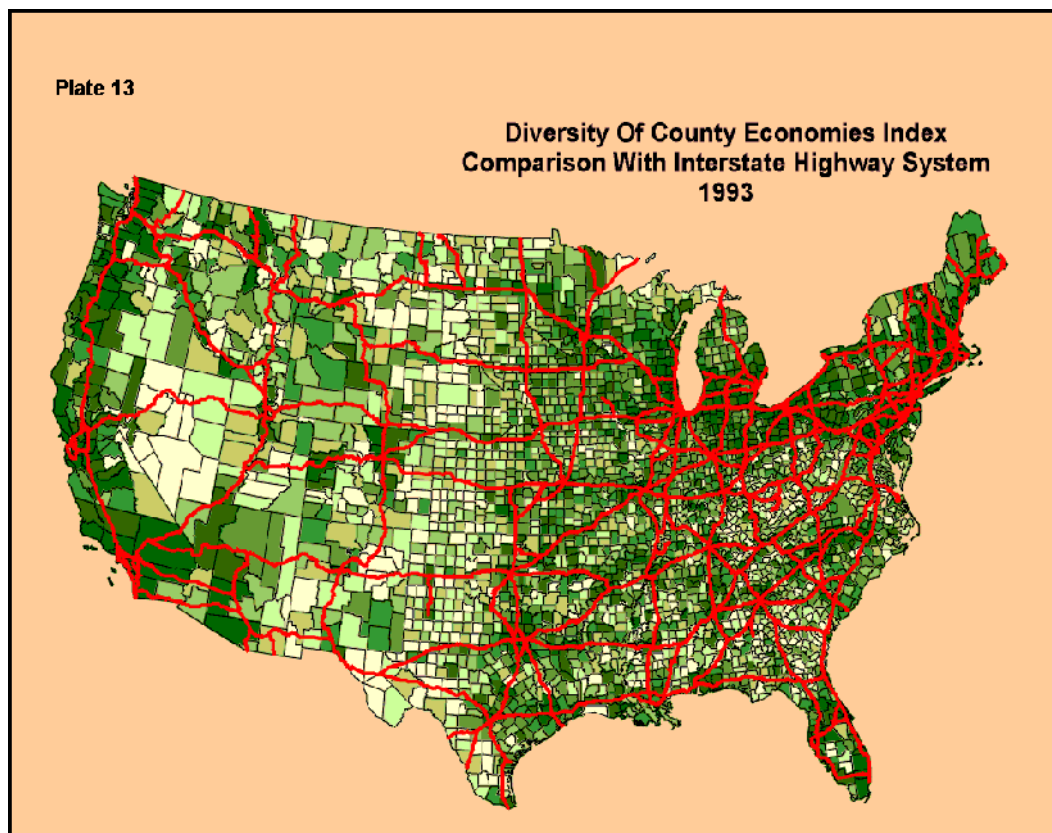 Plate 13
Diversity Of County Economies Index
Comparison With Interstate Highway System
1993